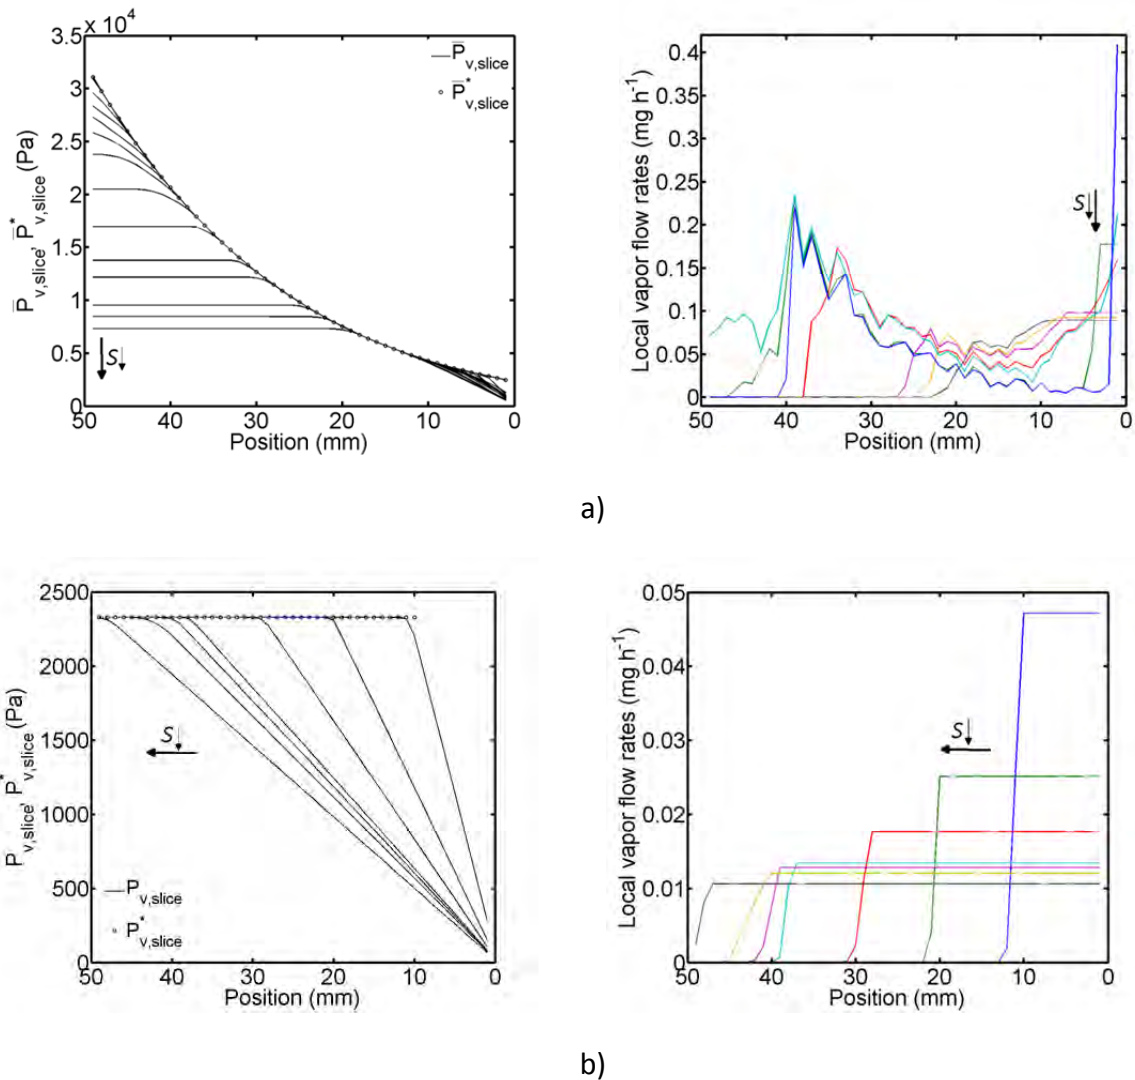 x 10⁴
3.5
3
2.5
2
1.5
1
0.5
0
50 40 30 20 10 0
Position (mm)
P̅v,slice, P̅*v,slice (Pa)
P̅v,slice
P̅*v,slice
S↓
0.4
0.35
0.3
0.25
0.2
0.15
0.1
0.05
0
50 40 30 20 10 0
Position (mm)
Local vapor flow rates (mg h⁻¹)
S↓
a)
2500
2000
1500
1000
500
0
50 40 30 20 10 0
Position (mm)
Pv,slice, P*v,slice (Pa)
Pv,slice
P*v,slice
S↓
0.05
0.04
0.03
0.02
0.01
0
50 40 30 20 10 0
Position (mm)
Local vapor flow rates (mg h⁻¹)
S↓
b)